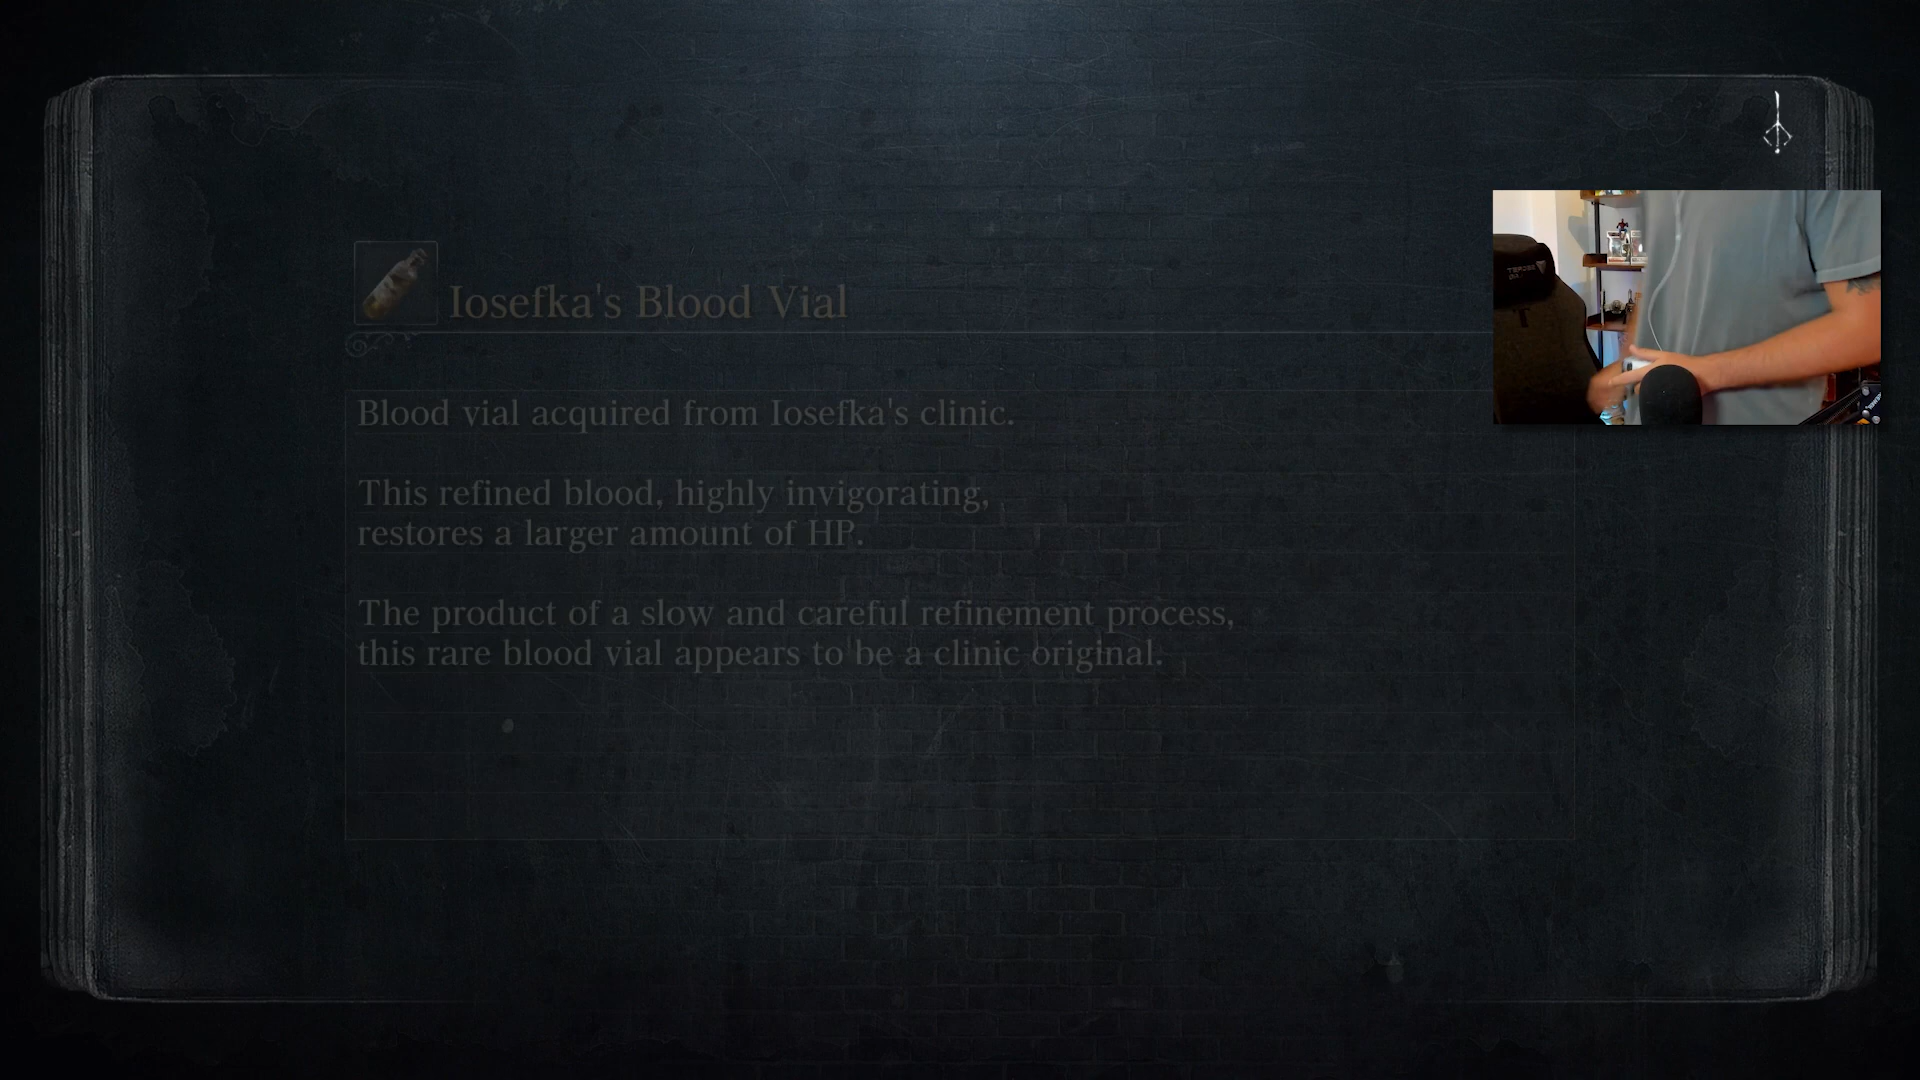 Iosefka's Blood Vial
Blood vial acquired from Iosefka's clinic.
This refined blood, highly invigorating,
restores a larger amount of HP.
The product of a slow and careful refinement process,
this rare blood vial appears to be a clinic original.